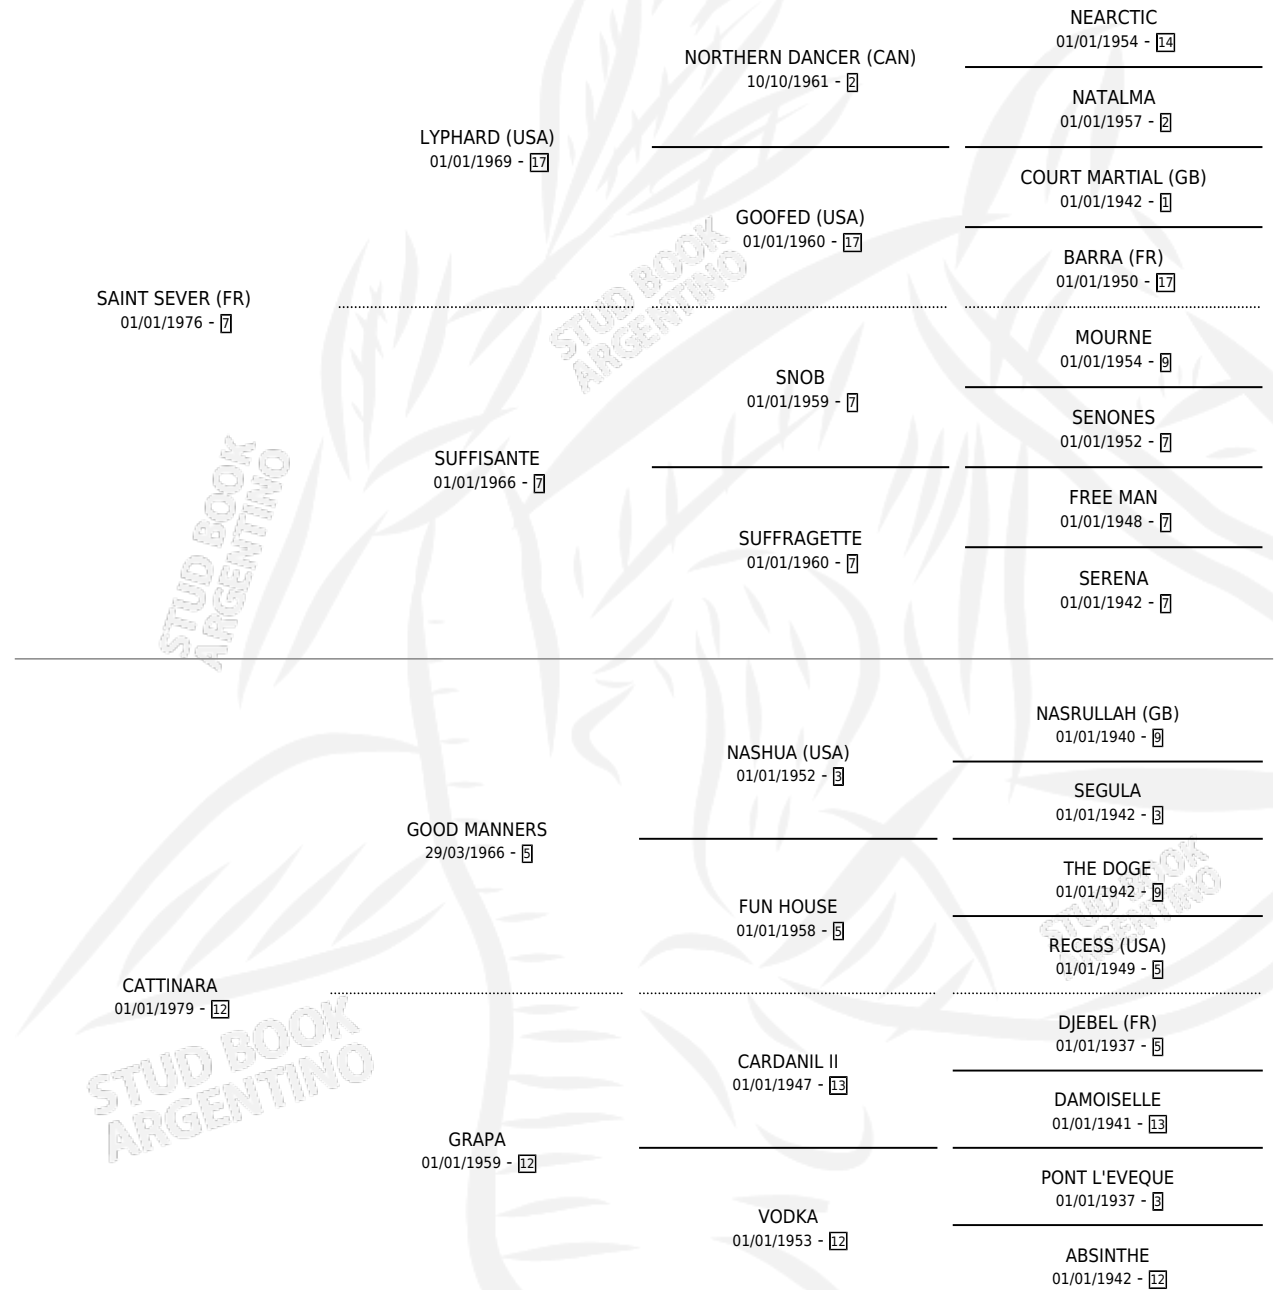 NEARCTIC
01/01/1954 - 14
NORTHERN DANCER (CAN)
10/10/1961 - 2
NATALMA
01/01/1957 - 2
LYPHARD (USA)
01/01/1969 - 17
COURT MARTIAL (GB)
01/01/1942 - 1
GOOFED (USA)
01/01/1960 - 17
BARRA (FR)
01/01/1950 - 17
SAINT SEVER (FR)
01/01/1976 - 7
MOURNE
01/01/1954 - 9
SNOB
01/01/1959 - 7
SENONES
01/01/1952 - 7
SUFFISANTE
01/01/1966 - 7
FREE MAN
01/01/1948 - 7
SUFFRAGETTE
01/01/1960 - 7
SERENA
01/01/1942 - 7
STUD BOOK
ARGENTINO
STUD BOOK
ARGENTINO
NASRULLAH (GB)
01/01/1940 - 9
NASHUA (USA)
01/01/1952 - 3
SEGULA
01/01/1942 - 3
GOOD MANNERS
29/03/1966 - 5
THE DOGE
01/01/1942 - 9
FUN HOUSE
01/01/1958 - 5
RECESS (USA)
01/01/1949 - 5
CATTINARA
01/01/1979 - 12
DJEBEL (FR)
01/01/1937 - 5
CARDANIL II
01/01/1947 - 13
DAMOISELLE
01/01/1941 - 13
GRAPA
01/01/1959 - 12
PONT L'EVEQUE
01/01/1937 - 3
VODKA
01/01/1953 - 12
ABSINTHE
01/01/1942 - 12
STUD BOOK
ARGENTINO
STUD BOOK
ARGENTINO